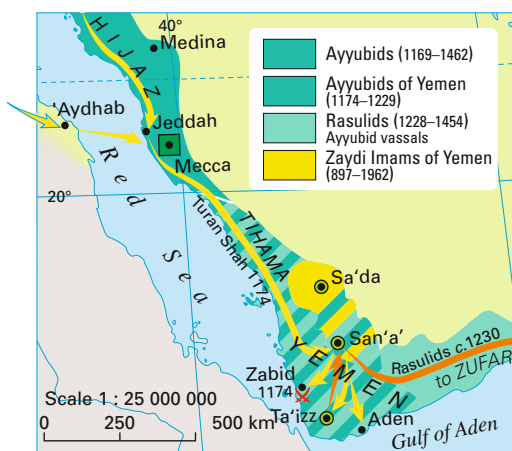 40°
HIJAZ
Medina
Ayyubids (1169–1462)
Ayyubids of Yemen
(1174–1229)
Rasulids (1228–1454)
Ayyubid vassals
Zaydi Imams of Yemen
(897–1962)
'Aydhab
Jeddah
Mecca
Red Sea
20°
Turan Shah 1174
TIHAMA
Sa'da
YEMEN
San'a'
Rasulids c.1230
to ZUFAR
Zabid
1174
Ta'izz
Aden
Gulf of Aden
Scale 1 : 25 000 000
0 250 500 km